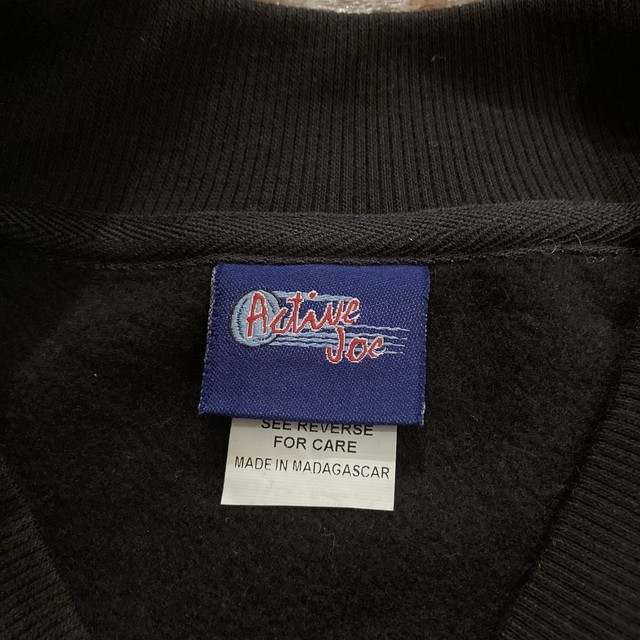 Active
Joe
SEE REVERSE
FOR CARE
MADE IN MADAGASCAR